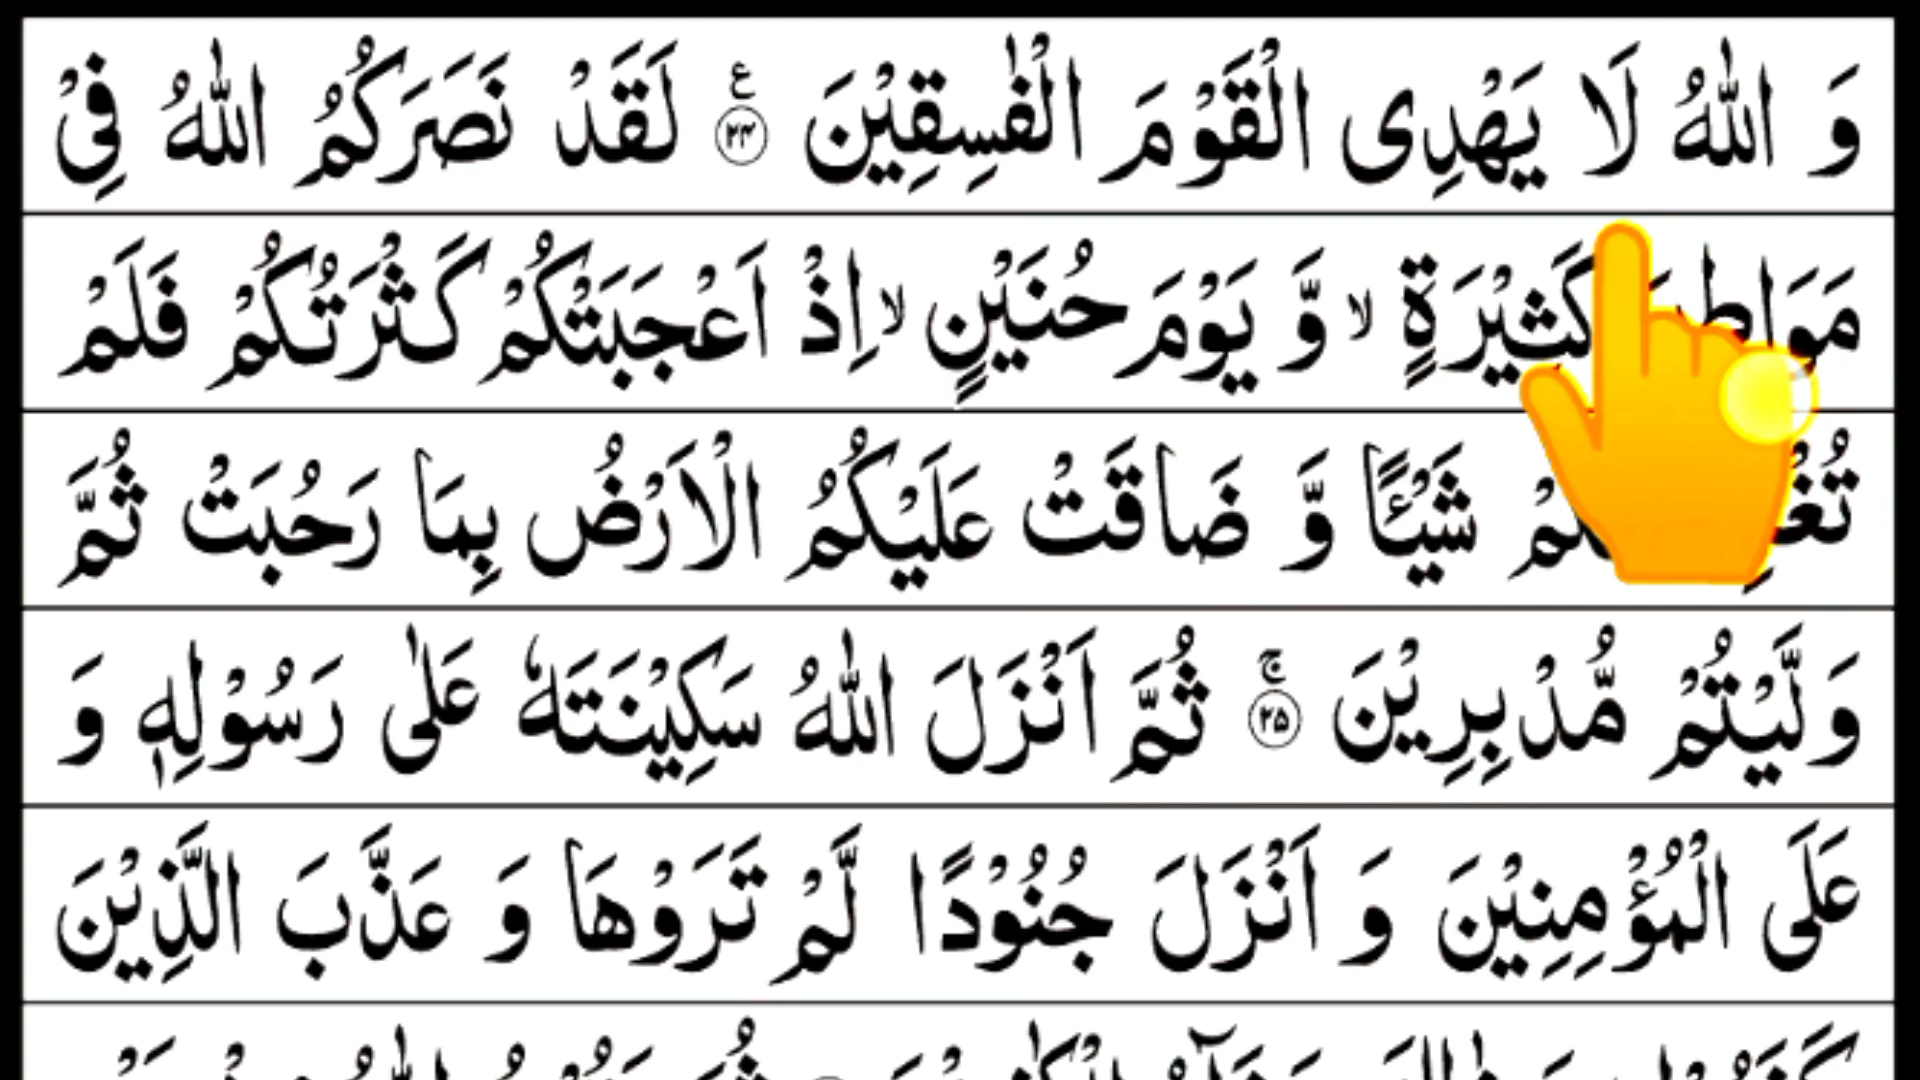 وَ اللّٰهُ لَا يَهْدِى الْقَوْمَ الْفٰسِقِيْنَ ۲۴ ع لَقَدْ نَصَرَكُمُ اللّٰهُ فِىْ
كَثِيْرَةٍ ۙ وَّ يَوْمَ حُنَيْنٍ ۙ اِذْ اَعْجَبَتْكُمْ كَثْرَتُكُمْ فَلَمْ
شَيْـًٔا وَّ ضَاقَتْ عَلَيْكُمُ الْاَرْضُ بِمَا رَحُبَتْ ثُمَّ
وَلَّيْتُمْ مُّدْبِرِيْنَ ۲۵ ۚ ثُمَّ اَنْزَلَ اللّٰهُ سَكِيْنَتَهٗ عَلٰى رَسُوْلِهٖ وَ
عَلَى الْمُؤْمِنِيْنَ وَ اَنْزَلَ جُنُوْدًا لَّمْ تَرَوْهَا وَ عَذَّبَ الَّذِيْنَ